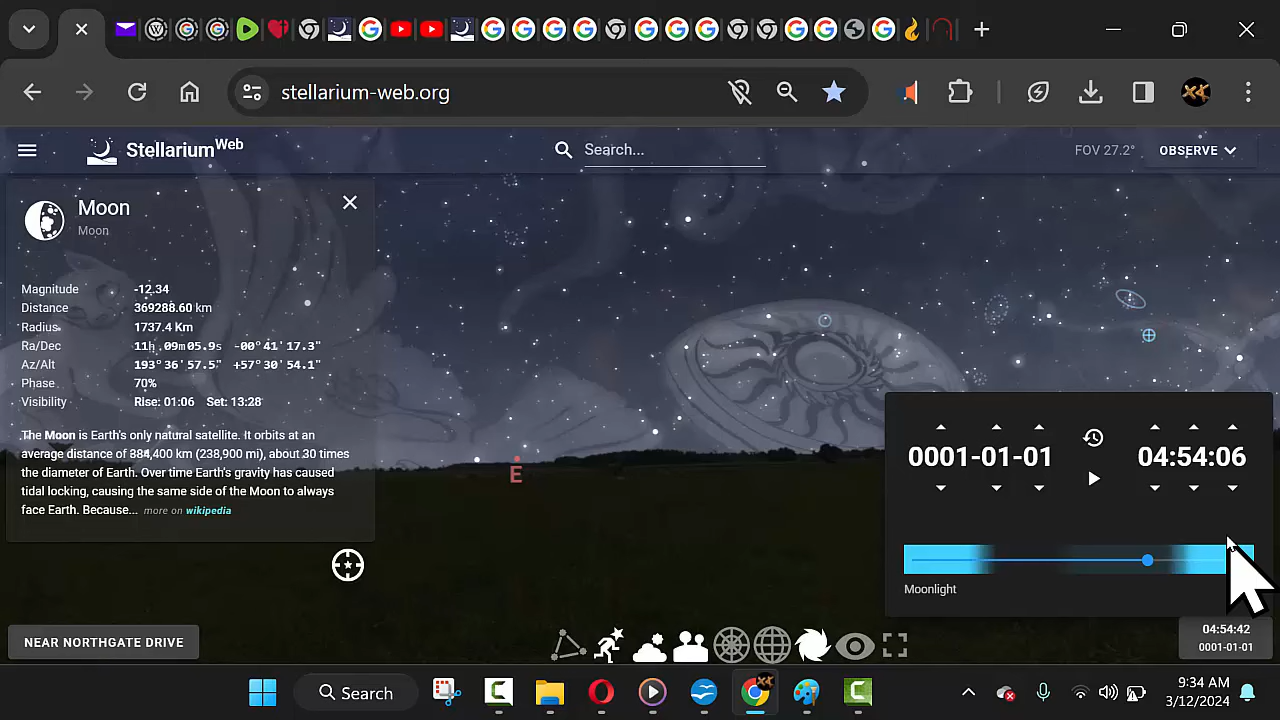 stellarium-web.org
StellariumWeb
Search...
FOV 27.2°
OBSERVE
Moon
Moon
Magnitude -12.34
Distance 369288.60 km
Radius 1737.4 Km
Ra/Dec 11h 09m 05.9s -00°41'17.3"
Az/Alt 193°36'57.5" +57°30'54.1"
Phase 70%
Visibility Rise: 01:06 Set: 13:28
The Moon is Earth's only natural satellite. It orbits at an
average distance of 384,400 km (238,900 mi), about 30 times
the diameter of Earth. Over time Earth's gravity has caused
tidal locking, causing the same side of the Moon to always
face Earth. Because... more on wikipedia
E
0001-01-01
04:54:06
Moonlight
NEAR NORTHGATE DRIVE
04:54:42
0001-01-01
Search
9:34 AM
3/12/2024